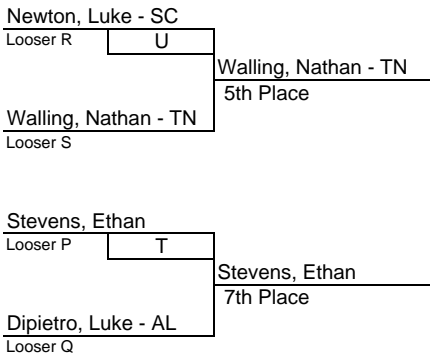 Newton, Luke - SC
Looser R
U
Walling, Nathan - TN
5th Place
Walling, Nathan - TN
Looser S
Stevens, Ethan
Looser P
T
Stevens, Ethan
7th Place
Dipietro, Luke - AL
Looser Q